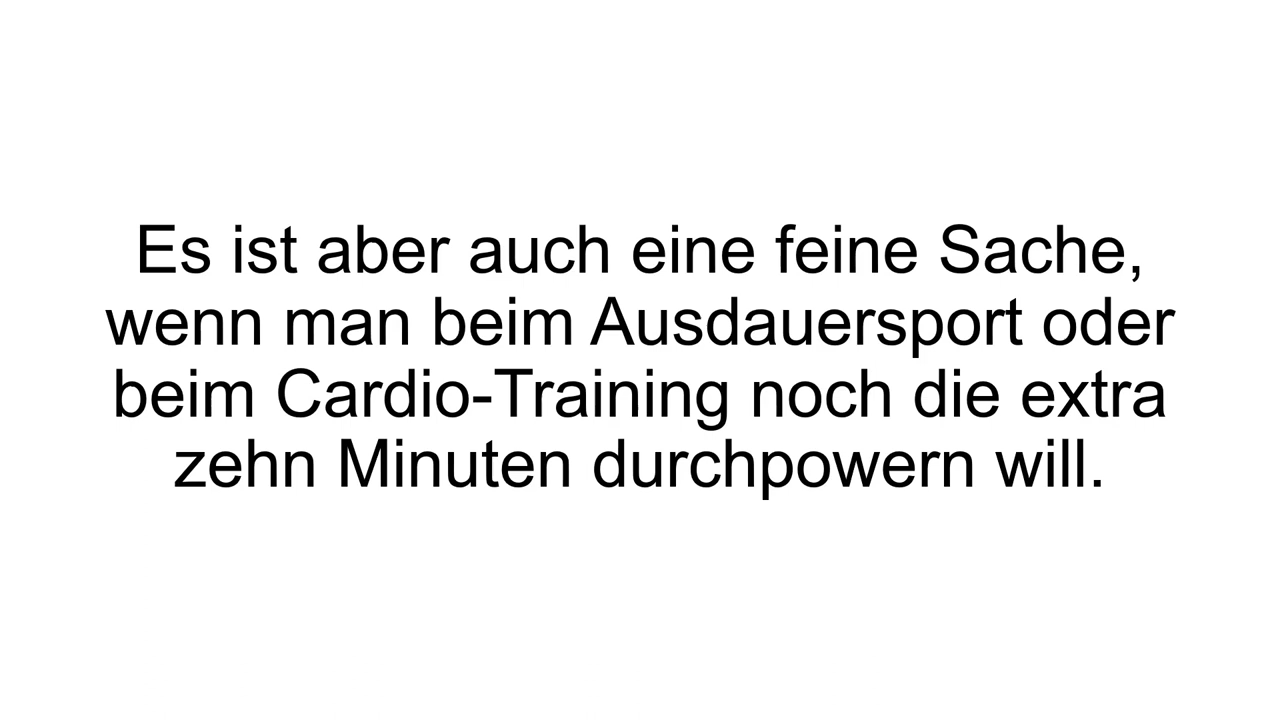 Es ist aber auch eine feine Sache,
wenn man beim Ausdauersport oder
beim Cardio-Training noch die extra
zehn Minuten durchpowern will.